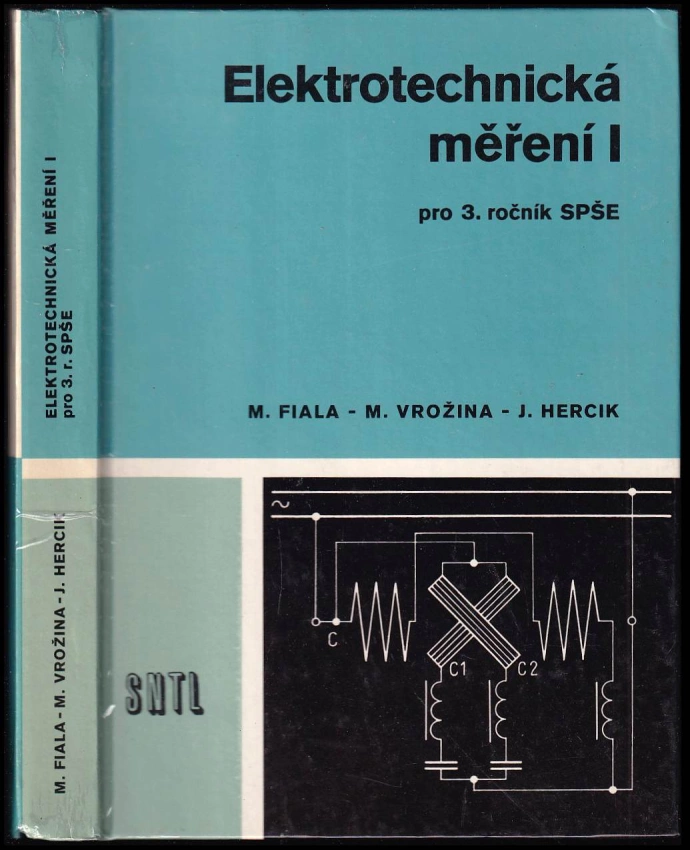 ELEKTROTECHNICKÁ MĚŘENÍ I
pro 3. r. SPŠE
M. FIALA - M. VROŽINA - J. HERCIK
Elektrotechnická
měření I
pro 3. ročník SPŠE
M. FIALA - M. VROŽINA - J. HERCIK
SNTL
~
C
C1
C2